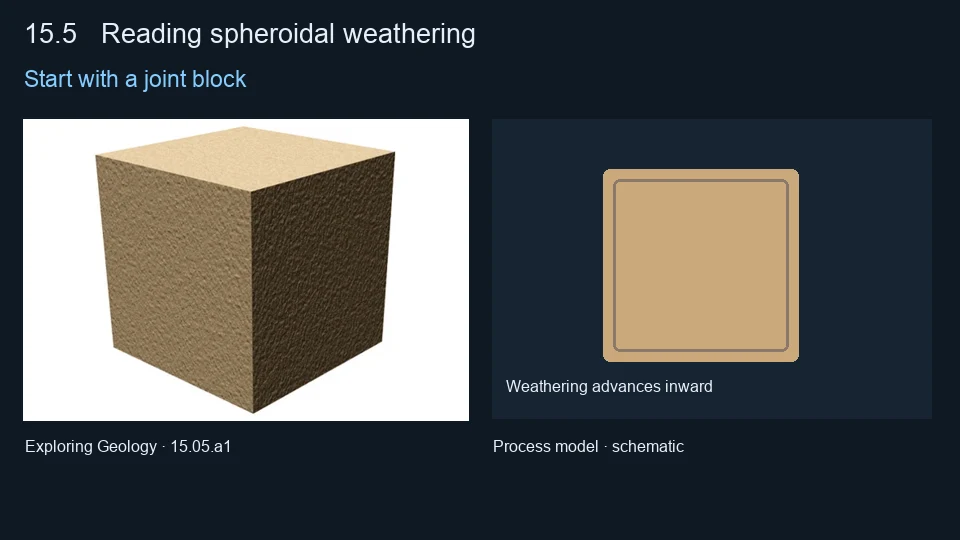 15.5 Reading spheroidal weathering
Start with a joint block
Weathering advances inward
Exploring Geology · 15.05.a1
Process model · schematic